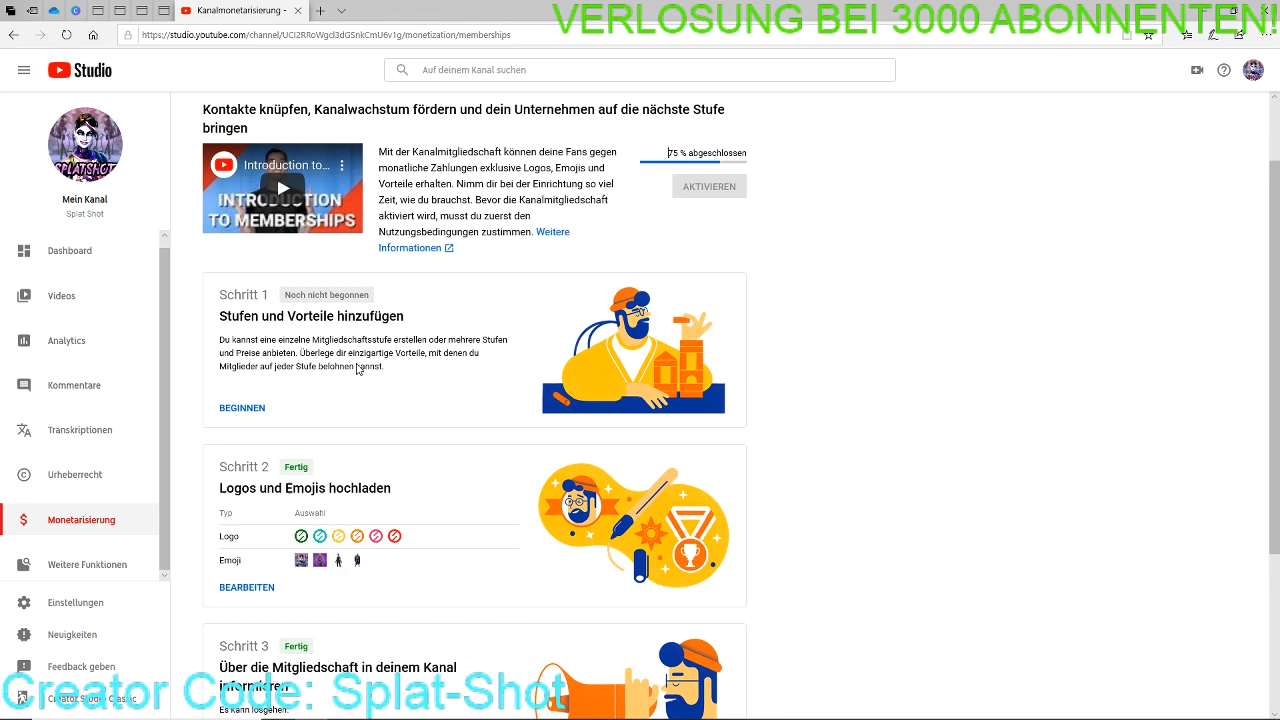 Kanalmonetarisierung -
VERLOSUNG BEI 3000 ABONNENTEN!
https://studio.youtube.com/channel/UCI2RRoWgcl3dGSnkCmU6v1g/monetization/memberships
Studio
Auf deinem Kanal suchen
SPLATSHOT
Mein Kanal
Splat Shot
Dashboard
Videos
Analytics
Kommentare
Transkriptionen
Urheberrecht
Monetarisierung
Weitere Funktionen
Einstellungen
Neuigkeiten
Feedback geben
Creator Studio Classic
Kontakte knüpfen, Kanalwachstum fördern und dein Unternehmen auf die nächste Stufe
bringen
Introduction to...
INTRODUCTION
TO MEMBERSHIPS
Mit der Kanalmitgliedschaft können deine Fans gegen
monatliche Zahlungen exklusive Logos, Emojis und
Vorteile erhalten. Nimm dir bei der Einrichtung so viel
Zeit, wie du brauchst. Bevor die Kanalmitgliedschaft
aktiviert wird, musst du zuerst den
Nutzungsbedingungen zustimmen. Weitere
Informationen
75 % abgeschlossen
AKTIVIEREN
Schritt 1 Noch nicht begonnen
Stufen und Vorteile hinzufügen
Du kannst eine einzelne Mitgliedschaftsstufe erstellen oder mehrere Stufen
und Preise anbieten. Überlege dir einzigartige Vorteile, mit denen du
Mitglieder auf jeder Stufe belohnen kannst.
BEGINNEN
Schritt 2 Fertig
Logos und Emojis hochladen
Typ Auswahl
Logo
Emoji
BEARBEITEN
Schritt 3 Fertig
Über die Mitgliedschaft in deinem Kanal
informieren
Es kann losgehen.
Creator Code: Splat-Shot